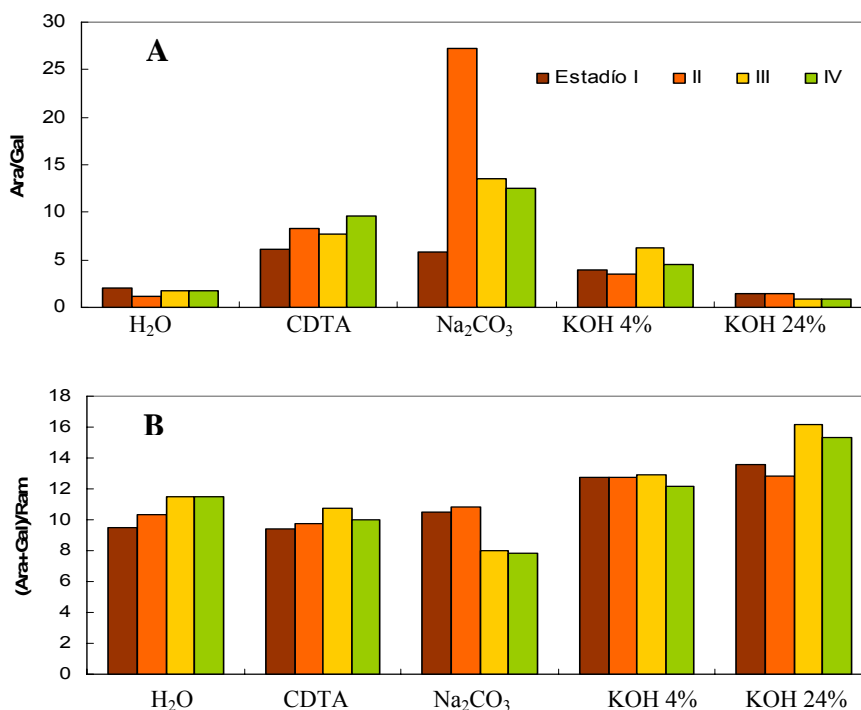 A
Estadío I II III IV
Ara/Gal
30
25
20
15
10
5
0
H₂O CDTA Na₂CO₃ KOH 4% KOH 24%
B
(Ara+Gal)/Ram
18
16
14
12
10
8
6
4
2
0
H₂O CDTA Na₂CO₃ KOH 4% KOH 24%